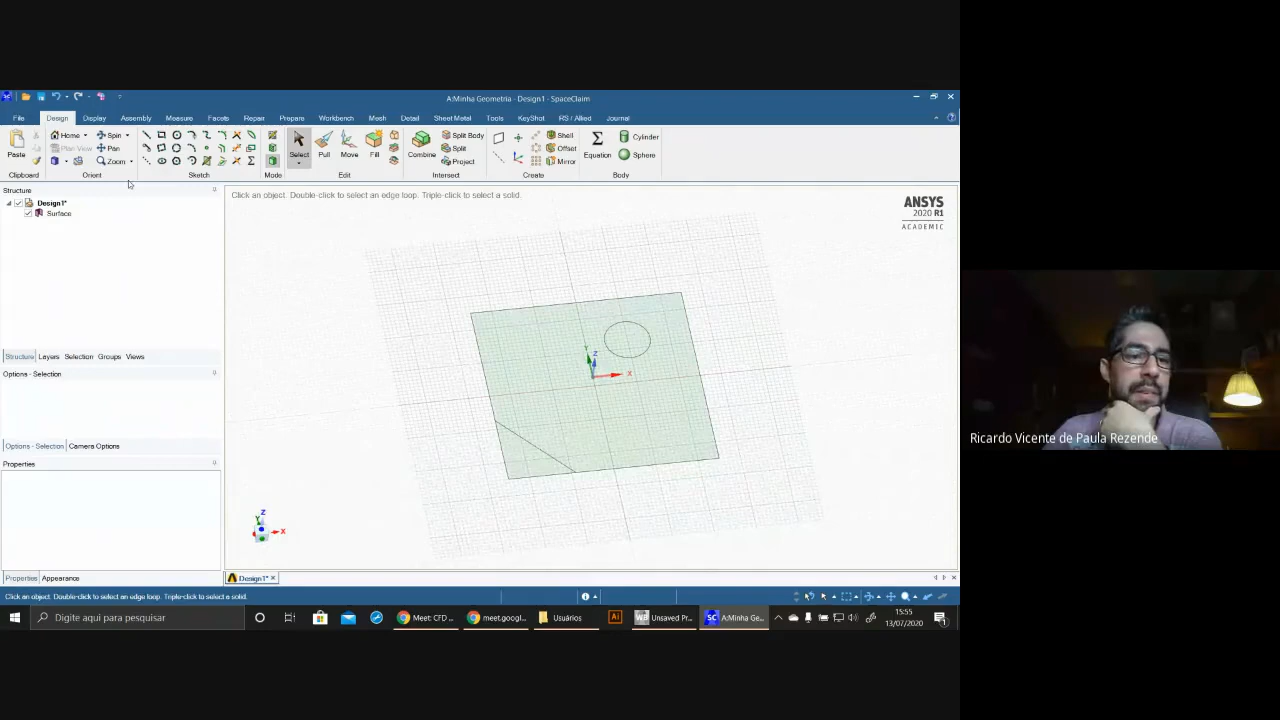 A:Minha Geometria - Design1 - SpaceClaim
File Design Display Assembly Measure Facets Repair Prepare Workbench Mesh Detail Sheet Metal Tools KeyShot RS / Allied Journal
Paste
Home Spin
Plan View Pan
Zoom
Select Pull Move Fill
Combine
Split Body
Split
Project
Shell
Offset
Mirror
Equation
Cylinder
Sphere
Clipboard Orient Sketch Mode Edit Intersect Create Body
Structure
Design1*
Surface
Click an object. Double-click to select an edge loop. Triple-click to select a solid.
ANSYS
2020 R1
ACADEMIC
Y
Z
X
Structure Layers Selection Groups Views
Options - Selection
Options - Selection Camera Options
Properties
Z
Y
X
Properties Appearance
Design1*
Click an object. Double-click to select an edge loop. Triple-click to select a solid.
Digite aqui para pesquisar
Meet: CFD ...
meet.googl...
Usuários
Ai
WB
Unsaved Pr...
SC
A:Minha Ge...
15:55
13/07/2020
Ricardo Vicente de Paula Rezende